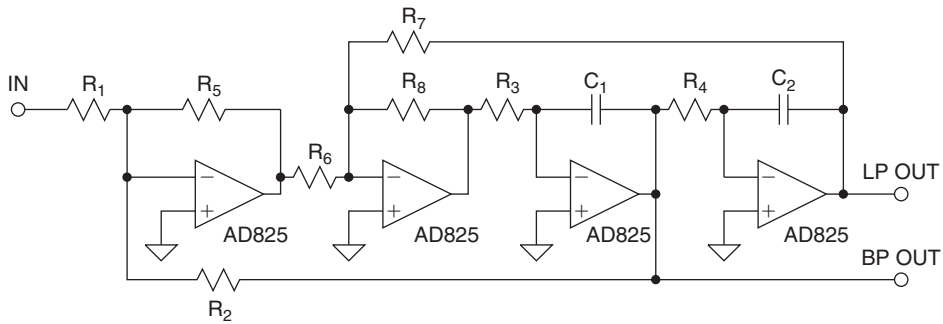 R7
IN
R1
R5
R8
R3
C1
R4
C2
R6
−
+
AD825
−
+
AD825
−
+
AD825
−
+
AD825
LP OUT
BP OUT
R2